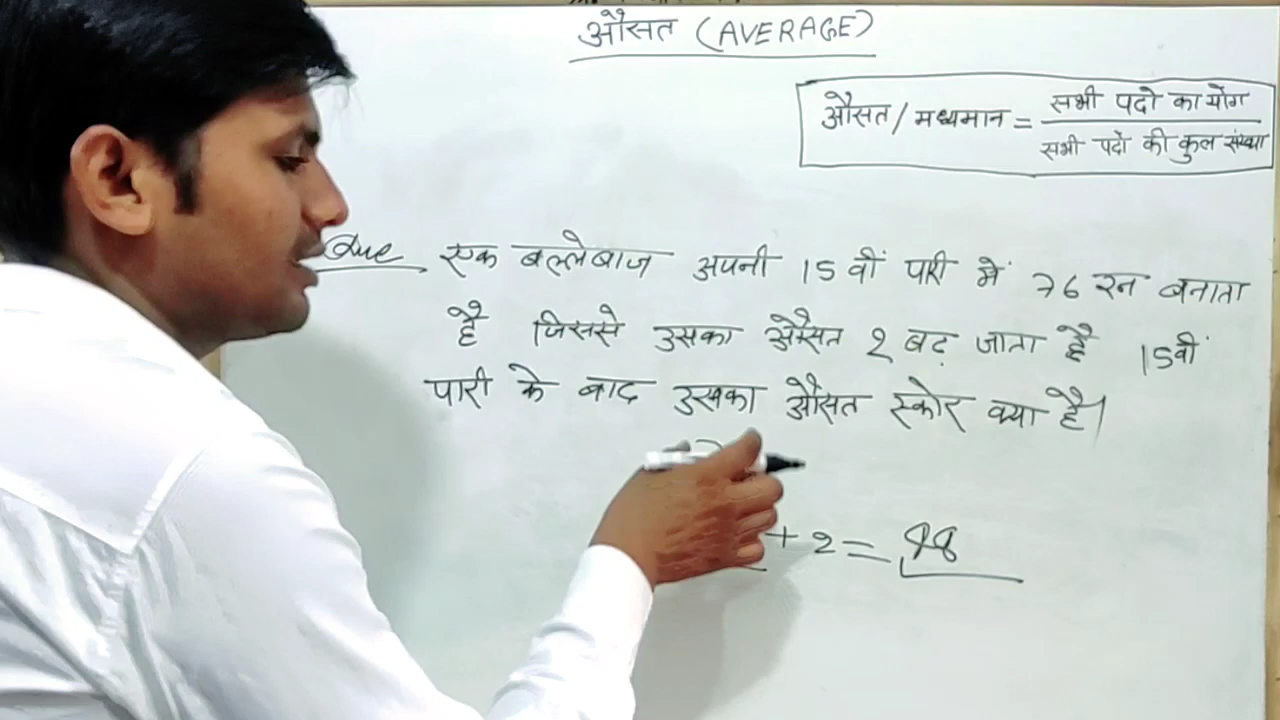 औसत (AVERAGE)
औसत / मध्यमान = सभी पदो का योग
सभी पदो की कुल संख्या
Que एक बल्लेबाज अपनी 15 वीं पारी में 76 रन बनाता
है जिससे उसका औसत 2 बढ़ जाता है 15वीं
पारी के बाद उसका औसत स्कोर क्या है।
+ 2 = 48